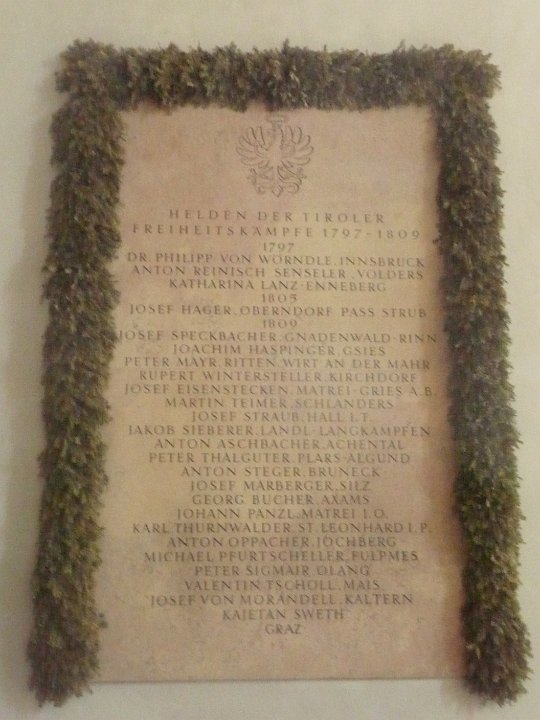 HELDEN DER TIROLER
FREIHEITSKÄMPFE 1797-1809
1797
DR. PHILIPP VON WÖRNDLE. INNSBRUCK
ANTON REINISCH SENSELER. VOLDERS
KATHARINA LANZ-ENNEBERG
1805
JOSEF HAGER. OBERNDORF PASS STRUB
1809
JOSEF SPECKBACHER. GNADENWALD-RINN
JOACHIM HASPINGER. GSIES
PETER MAYR. RITTEN. WIRT AN DER MAHR
RUPERT WINTERSTELLER. KIRCHDORF
JOSEF EISENSTECKEN. MATREI-GRIES A.B.
MARTIN TEIMER. SCHLANDERS
JOSEF STRAUB. HALL I.T.
JAKOB SIEBERER. LANDL-LANGKAMPFEN
ANTON ASCHBACHER. ACHENTAL
PETER THALGUTER. PLARS-ALGUND
ANTON STEGER. BRUNECK
JOSEF MARBERGER. SILZ
GEORG BUCHER. AXAMS
JOHANN PANZL. MATREI I.O.
KARL THURNWALDER. ST. LEONHARD I.P.
ANTON OPPACHER. JOCHBERG
MICHAEL PFURTSCHELLER. FULPMES
PETER SIGMAIR OLANG
VALENTIN TSCHÖLL. MAIS
JOSEF VON MORANDELL. KALTERN
KAJETAN SWETH
GRAZ